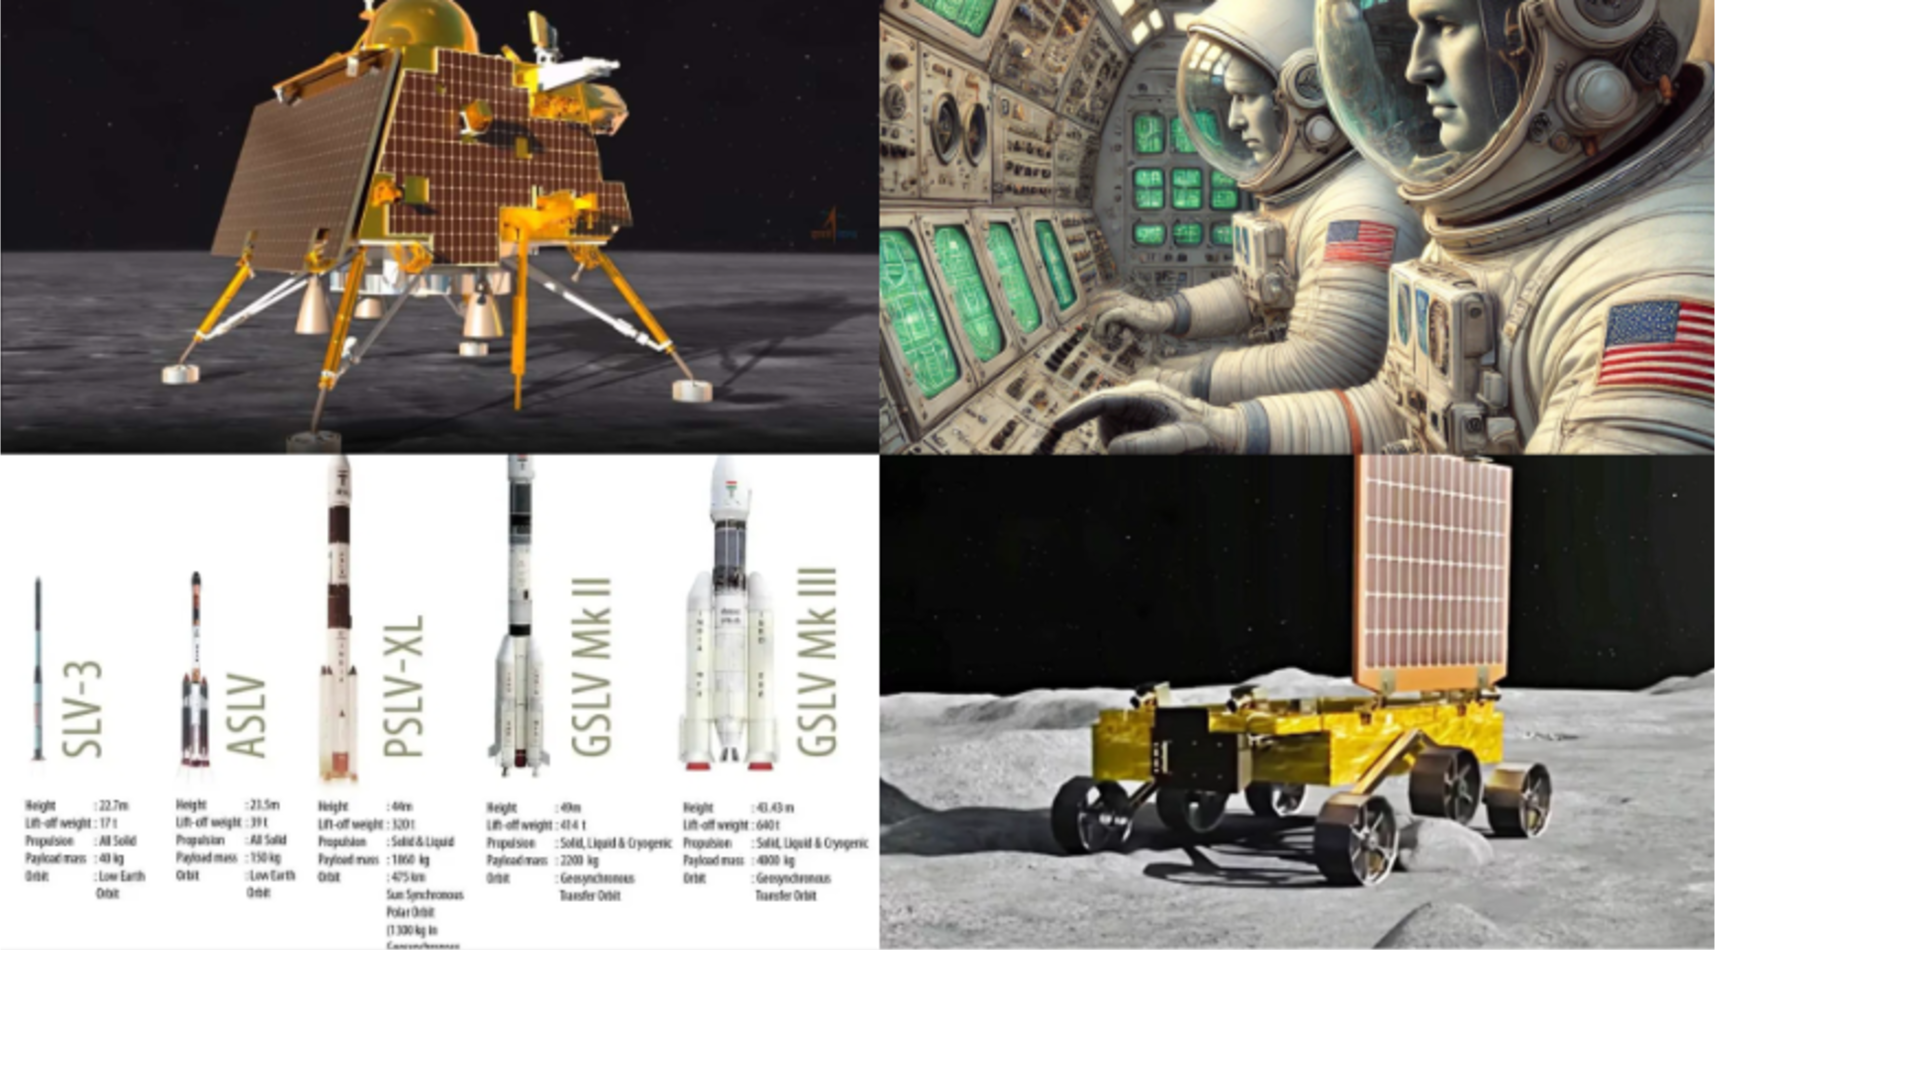 SLV-3
Height : 22.7m
Lift-off weight : 17 t
Propulsion : All Solid
Payload mass : 40 kg
Orbit : Low Earth
Orbit
ASLV
Height : 23.5m
Lift-off weight : 39 t
Propulsion : All Solid
Payload mass : 150 kg
Orbit : Low Earth
Orbit
PSLV-XL
Height : 44m
Lift-off weight : 320 t
Propulsion : Solid & Liquid
Payload mass : 1860 kg
Orbit : 475 km
Sun Synchronous
Polar Orbit
(1300 kg in
Geosynchronous
GSLV Mk II
Height : 49m
Lift-off weight : 414 t
Propulsion : Solid, Liquid & Cryogenic
Payload mass : 2200 kg
Orbit : Geosynchronous
Transfer Orbit
GSLV Mk III
Height : 43.43 m
Lift-off weight : 640 t
Propulsion : Solid, Liquid & Cryogenic
Payload mass : 4000 kg
Orbit : Geosynchronous
Transfer Orbit